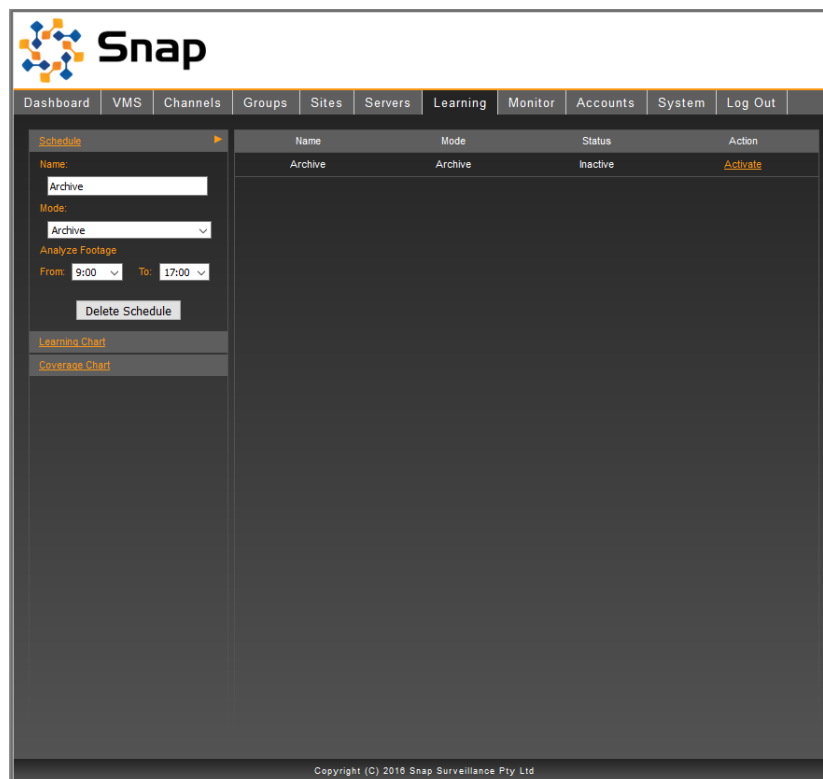 Snap
Dashboard VMS Channels Groups Sites Servers Learning Monitor Accounts System Log Out
Schedule
Name:
Archive
Mode:
Archive
Analyze Footage
From: 9:00 To: 17:00
Delete Schedule
Learning Chart
Coverage Chart
Name Mode Status Action
Archive Archive Inactive Activate
Copyright (C) 2016 Snap Surveillance Pty Ltd